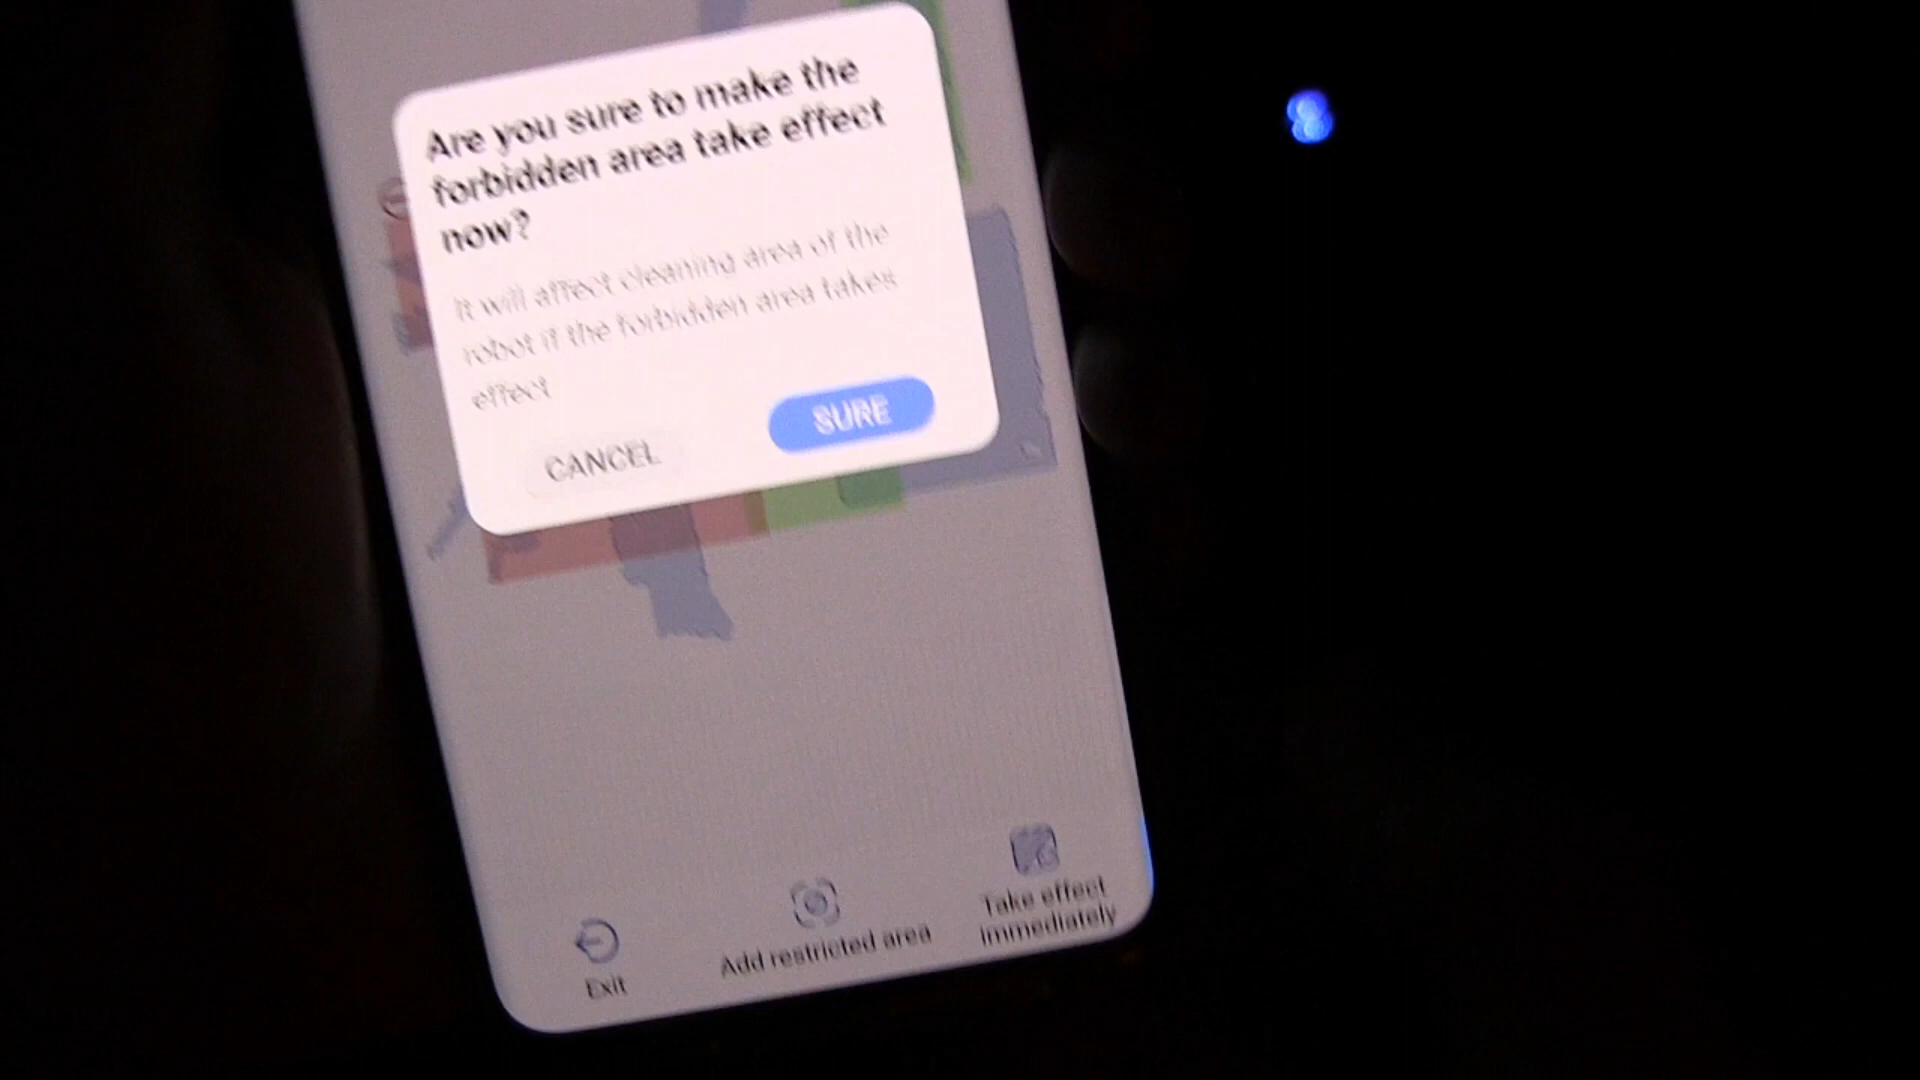 Are you sure to make the
forbidden area take effect
now?
It will affect cleaning area of the
robot if the forbidden area takes
effect
CANCEL
SURE
Exit
Add restricted area
Take effect
immediately